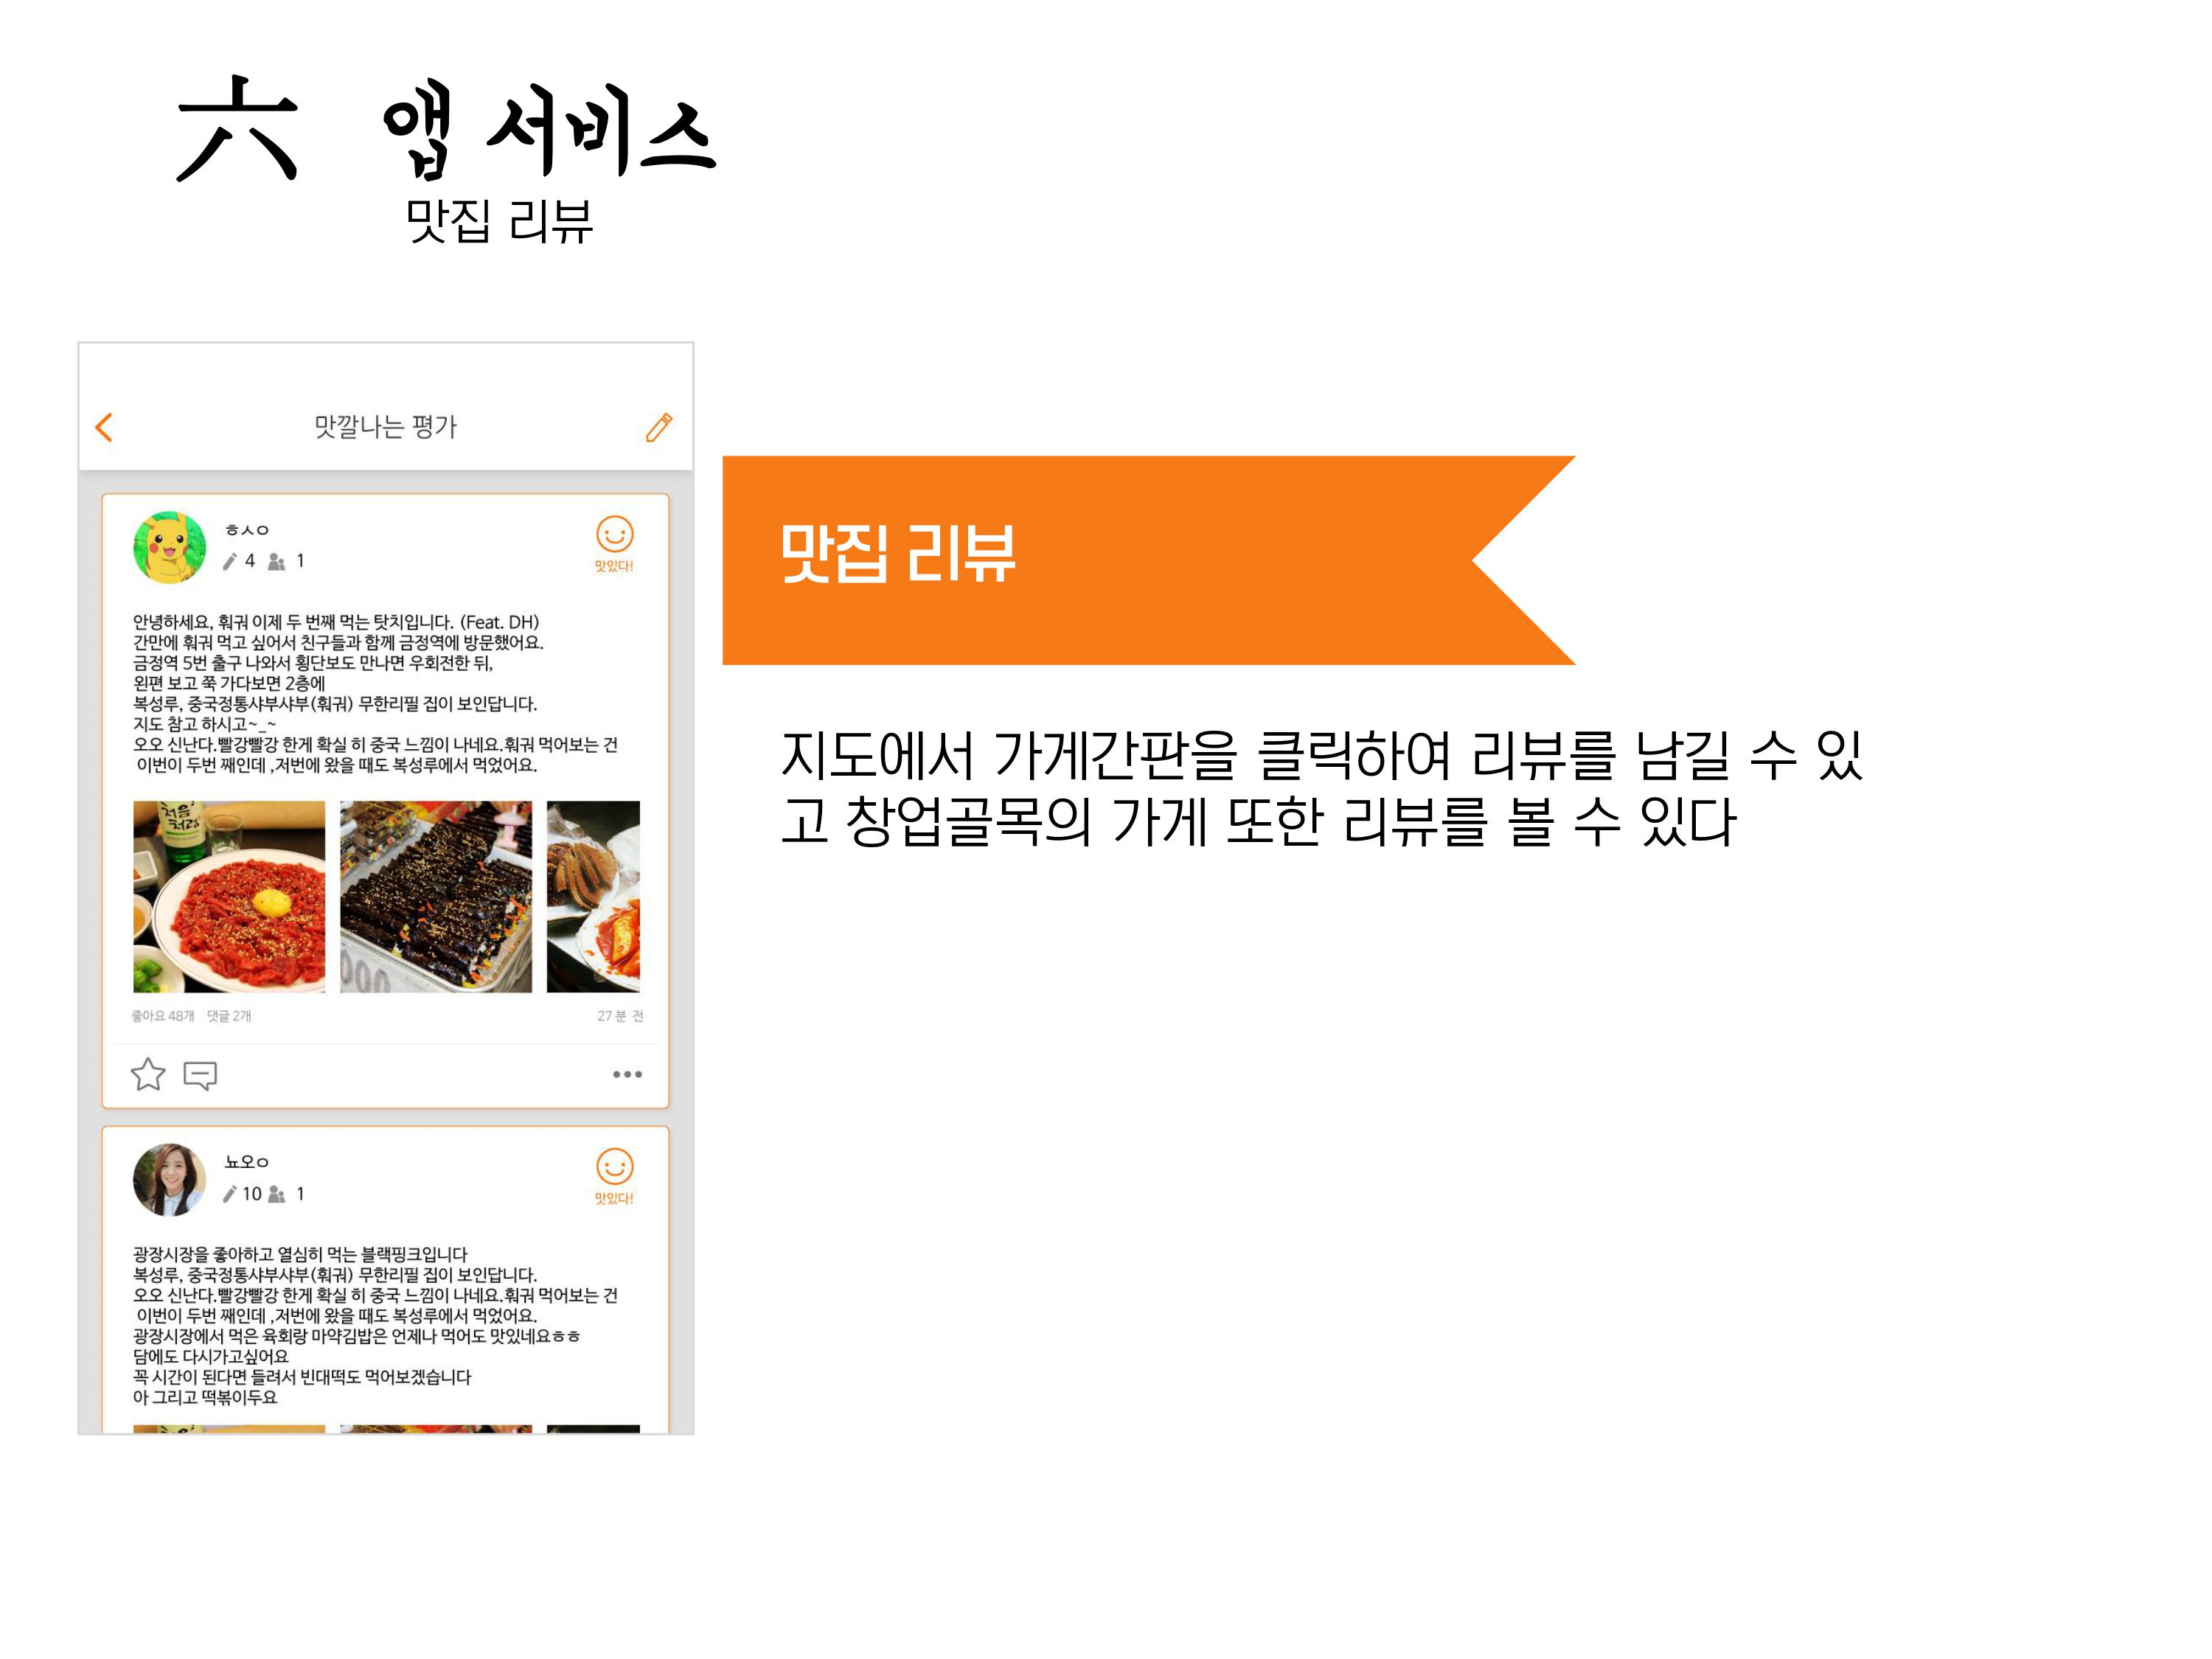 六 앱 서비스
맛집 리뷰
맛깔나는 평가
ㅎㅅㅇ
4 1
맛있다!
안녕하세요, 훠궈 이제 두 번째 먹는 탓치입니다. (Feat. DH)
간만에 훠궈 먹고 싶어서 친구들과 함께 금정역에 방문했어요.
금정역 5번 출구 나와서 횡단보도 만나면 우회전한 뒤,
왼편 보고 쭉 가다보면 2층에
복성루, 중국정통샤부샤부(훠궈) 무한리필 집이 보인답니다.
지도 참고 하시고~_~
오오 신난다.빨강빨강 한게 확실 히 중국 느낌이 나네요.훠궈 먹어보는 건
이번이 두번 째인데 ,저번에 왔을 때도 복성루에서 먹었어요.
처음
처럼
000
좋아요 48개 댓글 2개
27 분 전
뇨오ㅇ
10 1
맛있다!
광장시장을 좋아하고 열심히 먹는 블랙핑크입니다
복성루, 중국정통샤부샤부(훠궈) 무한리필 집이 보인답니다.
오오 신난다.빨강빨강 한게 확실 히 중국 느낌이 나네요.훠궈 먹어보는 건
이번이 두번 째인데 ,저번에 왔을 때도 복성루에서 먹었어요.
광장시장에서 먹은 육회랑 마약김밥은 언제나 먹어도 맛있네요ㅎㅎ
담에도 다시가고싶어요
꼭 시간이 된다면 들려서 빈대떡도 먹어보겠습니다
아 그리고 떡볶이두요
맛집 리뷰
지도에서 가게간판을 클릭하여 리뷰를 남길 수 있
고 창업골목의 가게 또한 리뷰를 볼 수 있다